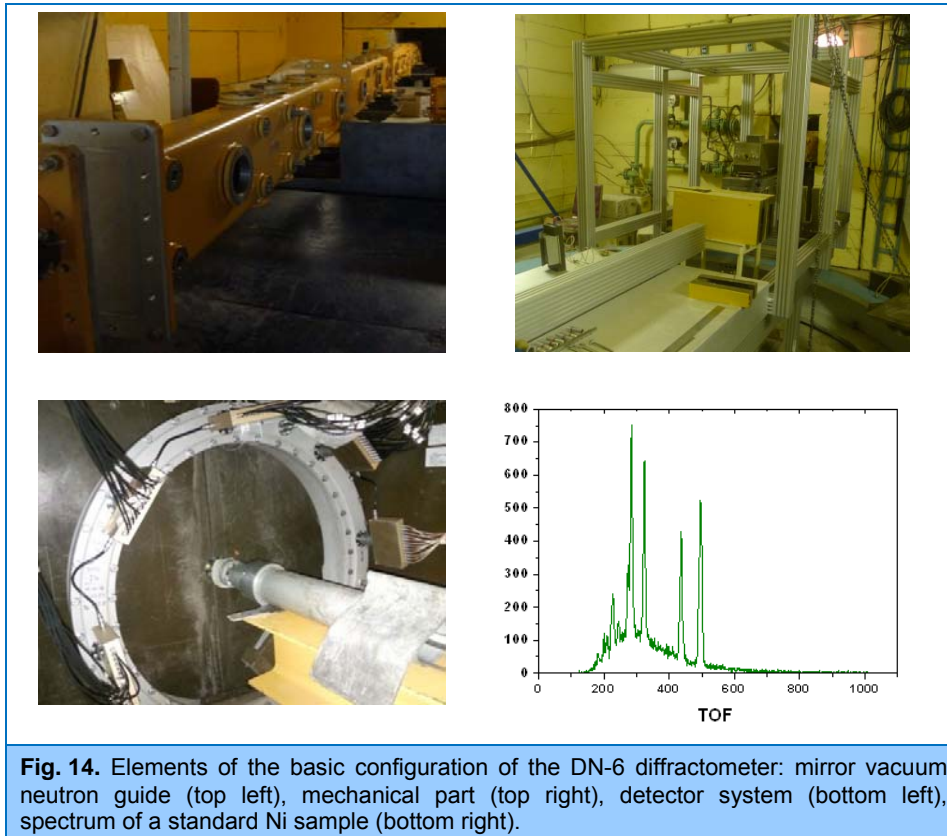 800
700
600
500
400
300
200
100
0
0 200 400 600 800 1000
TOF
Fig. 14. Elements of the basic configuration of the DN-6 diffractometer: mirror vacuum
neutron guide (top left), mechanical part (top right), detector system (bottom left),
spectrum of a standard Ni sample (bottom right).